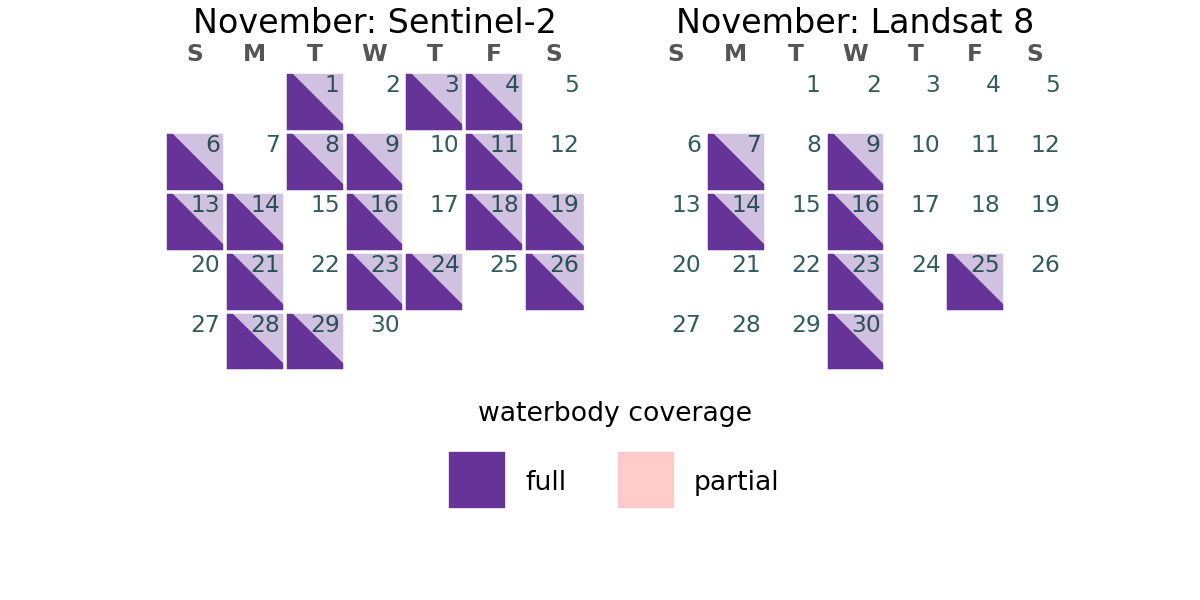 November: Sentinel-2
S M T W T F S
1 2 3 4 5
6 7 8 9 10 11 12
13 14 15 16 17 18 19
20 21 22 23 24 25 26
27 28 29 30
November: Landsat 8
S M T W T F S
1 2 3 4 5
6 7 8 9 10 11 12
13 14 15 16 17 18 19
20 21 22 23 24 25 26
27 28 29 30
waterbody coverage
full partial